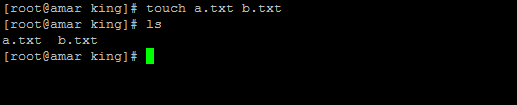 [root@amar king]# touch a.txt b.txt
[root@amar king]# ls
a.txt  b.txt
[root@amar king]#